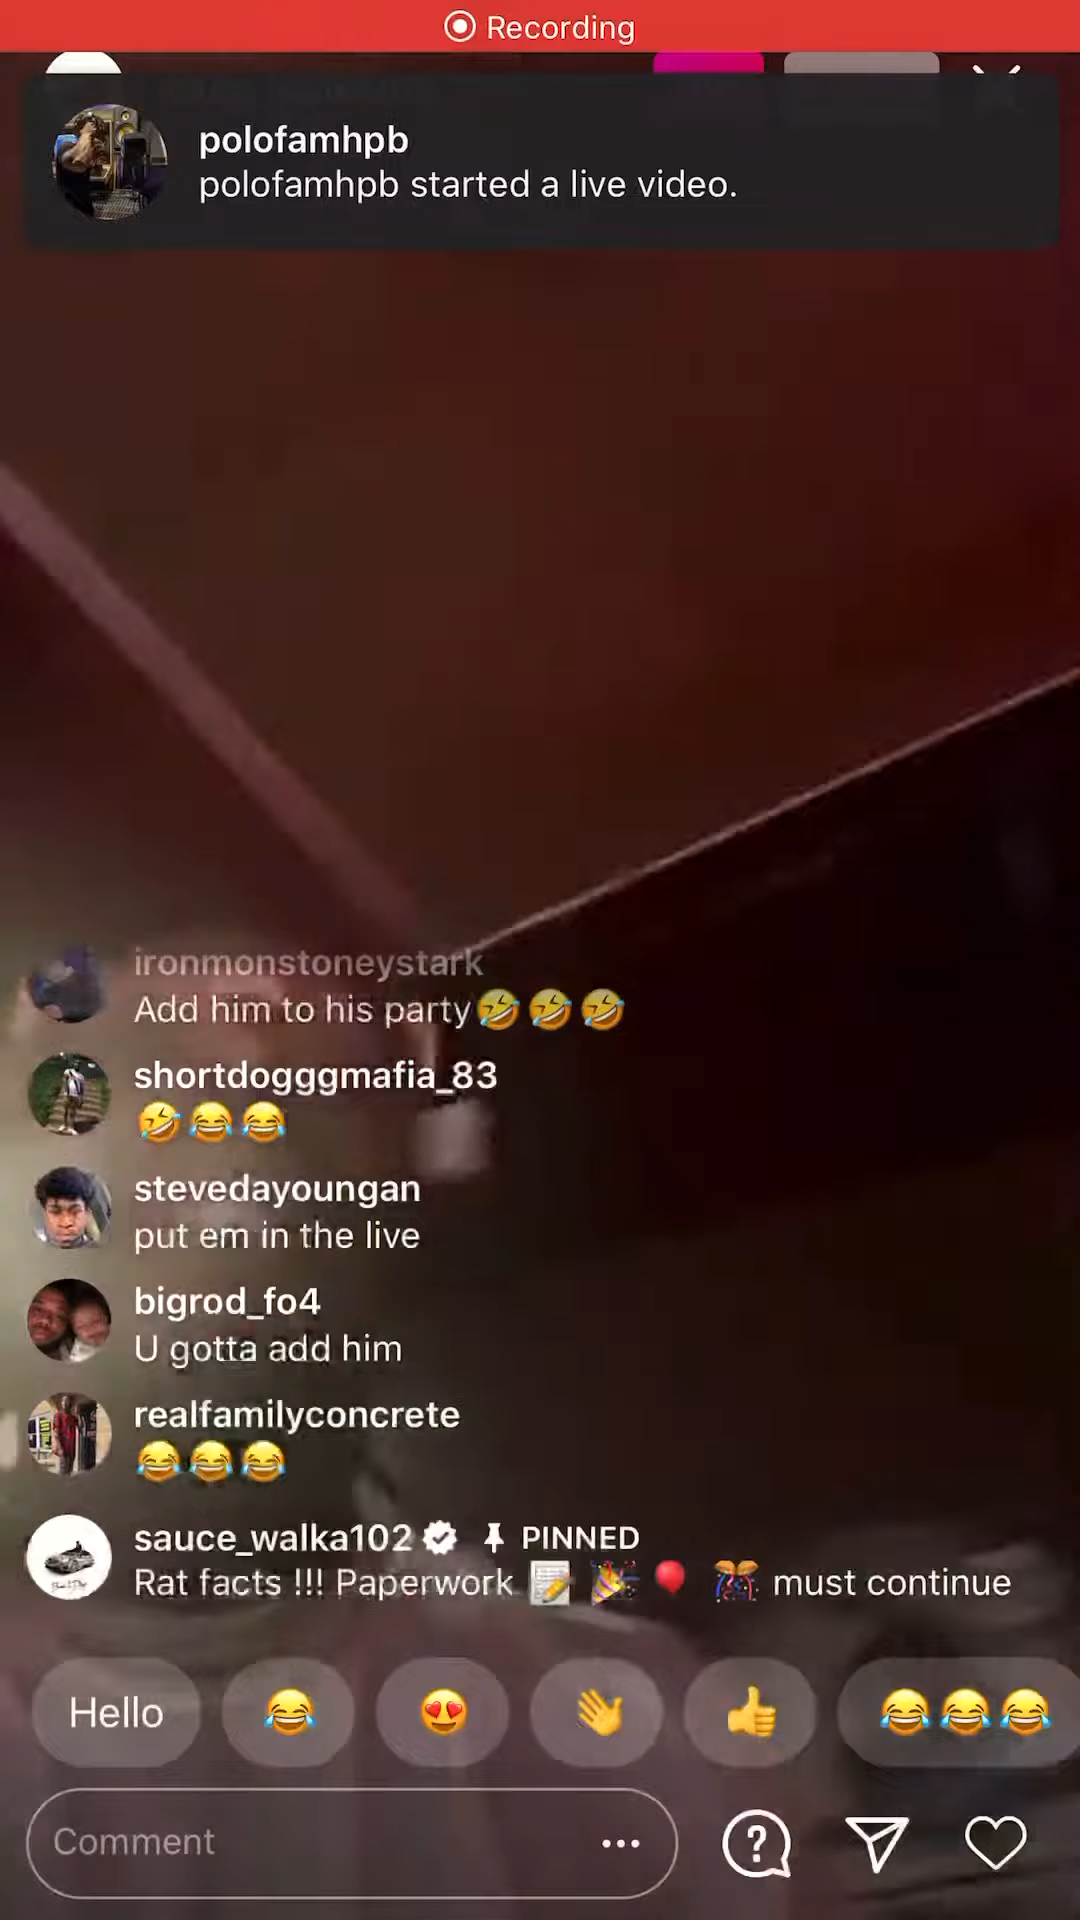 Recording
polofamhpb
polofamhpb started a live video.
ironmonstoneystark
Add him to his party🤣🤣🤣
shortdogggmafia_83
🤣😂😂
stevedayoungan
put em in the live
bigrod_fo4
U gotta add him
realfamilyconcrete
😂😂😂
sauce_walka102 PINNED
Rat facts !!! Paperwork 📝 🎉 🎈 🎊 must continue
Hello 😂 😍 👋 👍 😂😂😂
Comment